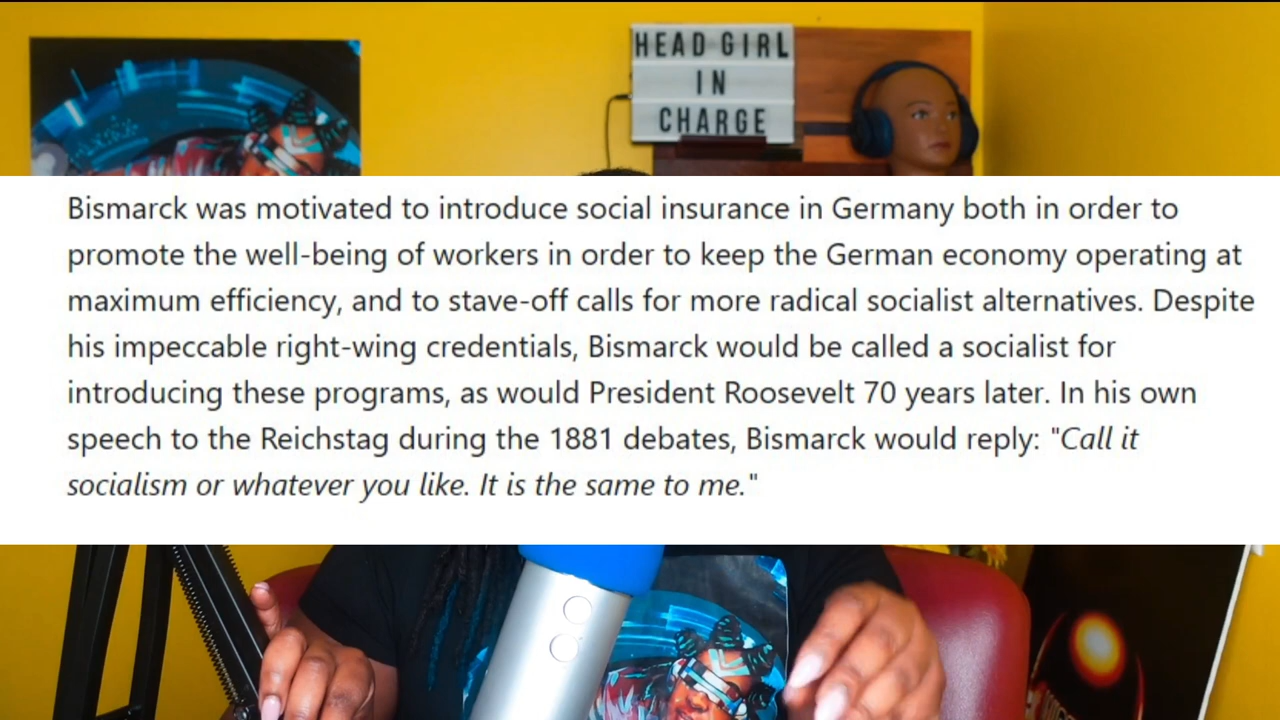 HEAD GIRL
IN
CHARGE
Bismarck was motivated to introduce social insurance in Germany both in order to
promote the well-being of workers in order to keep the German economy operating at
maximum efficiency, and to stave-off calls for more radical socialist alternatives. Despite
his impeccable right-wing credentials, Bismarck would be called a socialist for
introducing these programs, as would President Roosevelt 70 years later. In his own
speech to the Reichstag during the 1881 debates, Bismarck would reply: "Call it
socialism or whatever you like. It is the same to me."